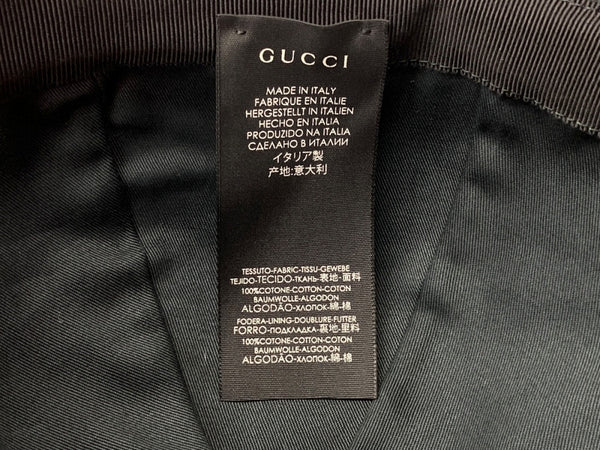 GUCCI
MADE IN ITALY
FABRIQUE EN ITALIE
HERGESTELLT IN ITALIEN
HECHO EN ITALIA
PRODUZIDO NA ITALIA
СДЕЛАНО В ИТАЛИИ
イタリア製
产地:意大利
TESSUTO-FABRIC-TISSU-GEWEBE
TEJIDO-TECIDO-ТКАНЬ-表地-面料
100%COTONE-COTTON-COTON
BAUMWOLLE-ALGODON
ALGODÃO-ХЛОПОК-綿-棉
FODERA-LINING-DOUBLURE-FUTTER
FORRO-ПОДКЛАДКА-裏地-里料
100%COTONE-COTTON-COTON
BAUMWOLLE-ALGODON
ALGODÃO-ХЛОПОК-綿-棉